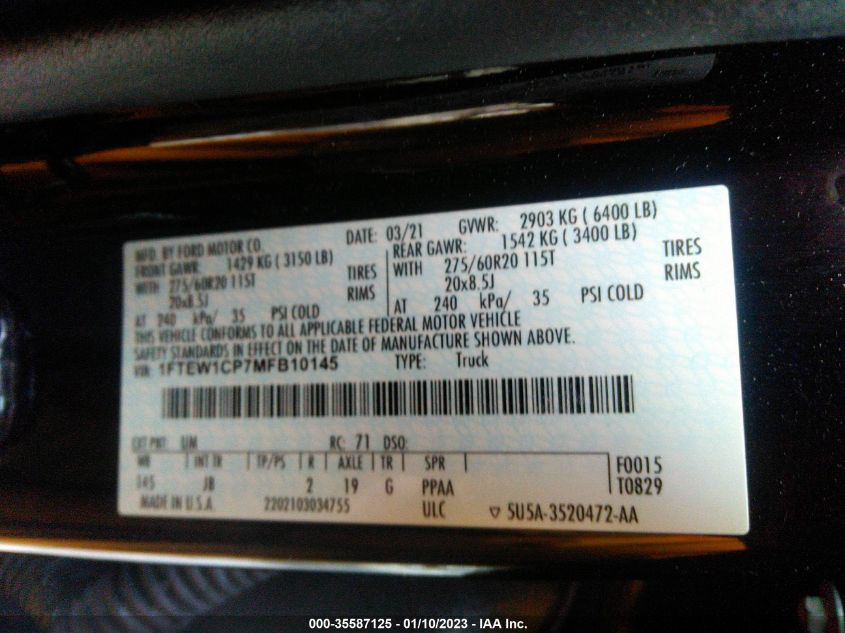 MFD. BY FORD MOTOR CO. DATE: 03/21 GVWR: 2903 KG ( 6400 LB)
FRONT GAWR: 1429 KG ( 3150 LB) REAR GAWR: 1542 KG ( 3400 LB)
WITH 275/60R20 115T TIRES WITH 275/60R20 115T TIRES
20x8.5J RIMS 20x8.5J RIMS
AT 240 kPa/ 35 PSI COLD AT 240 kPa/ 35 PSI COLD
THIS VEHICLE CONFORMS TO ALL APPLICABLE FEDERAL MOTOR VEHICLE
SAFETY STANDARDS IN EFFECT ON THE DATE OF MANUFACTURE SHOWN ABOVE.
VIN: 1FTEW1CP7MFB10145 TYPE: Truck
EXT PNT: UM RC: 71 DSO:
WB INT TR TP/PS R AXLE TR SPR F0015
145 JB 2 19 G PPAA T0829
MADE IN U.S.A. 2202103034755 ULC 5U5A-3520472-AA
000-35587125 - 01/10/2023 - IAA Inc.